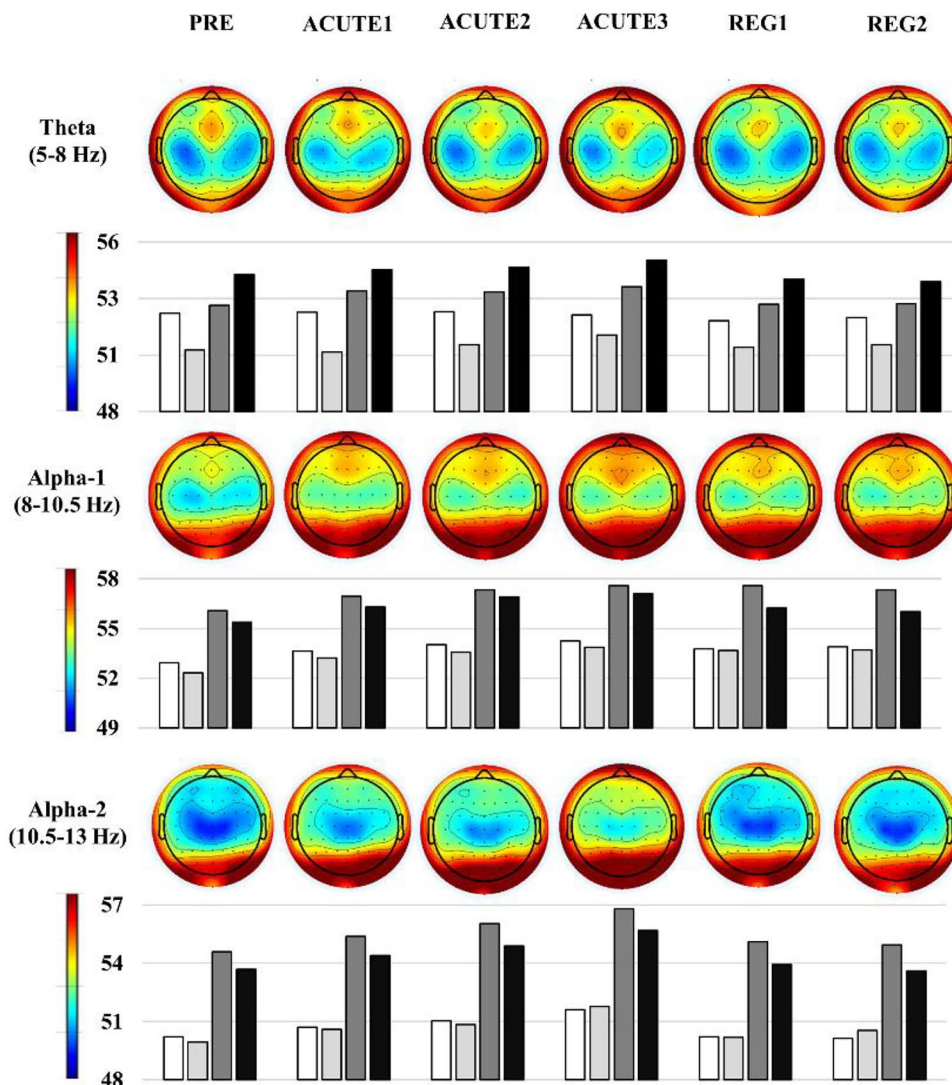 PRE ACUTE1 ACUTE2 ACUTE3 REG1 REG2
Theta
(5-8 Hz)
56
53
51
48
Alpha-1
(8-10.5 Hz)
58
55
52
49
Alpha-2
(10.5-13 Hz)
57
54
51
48